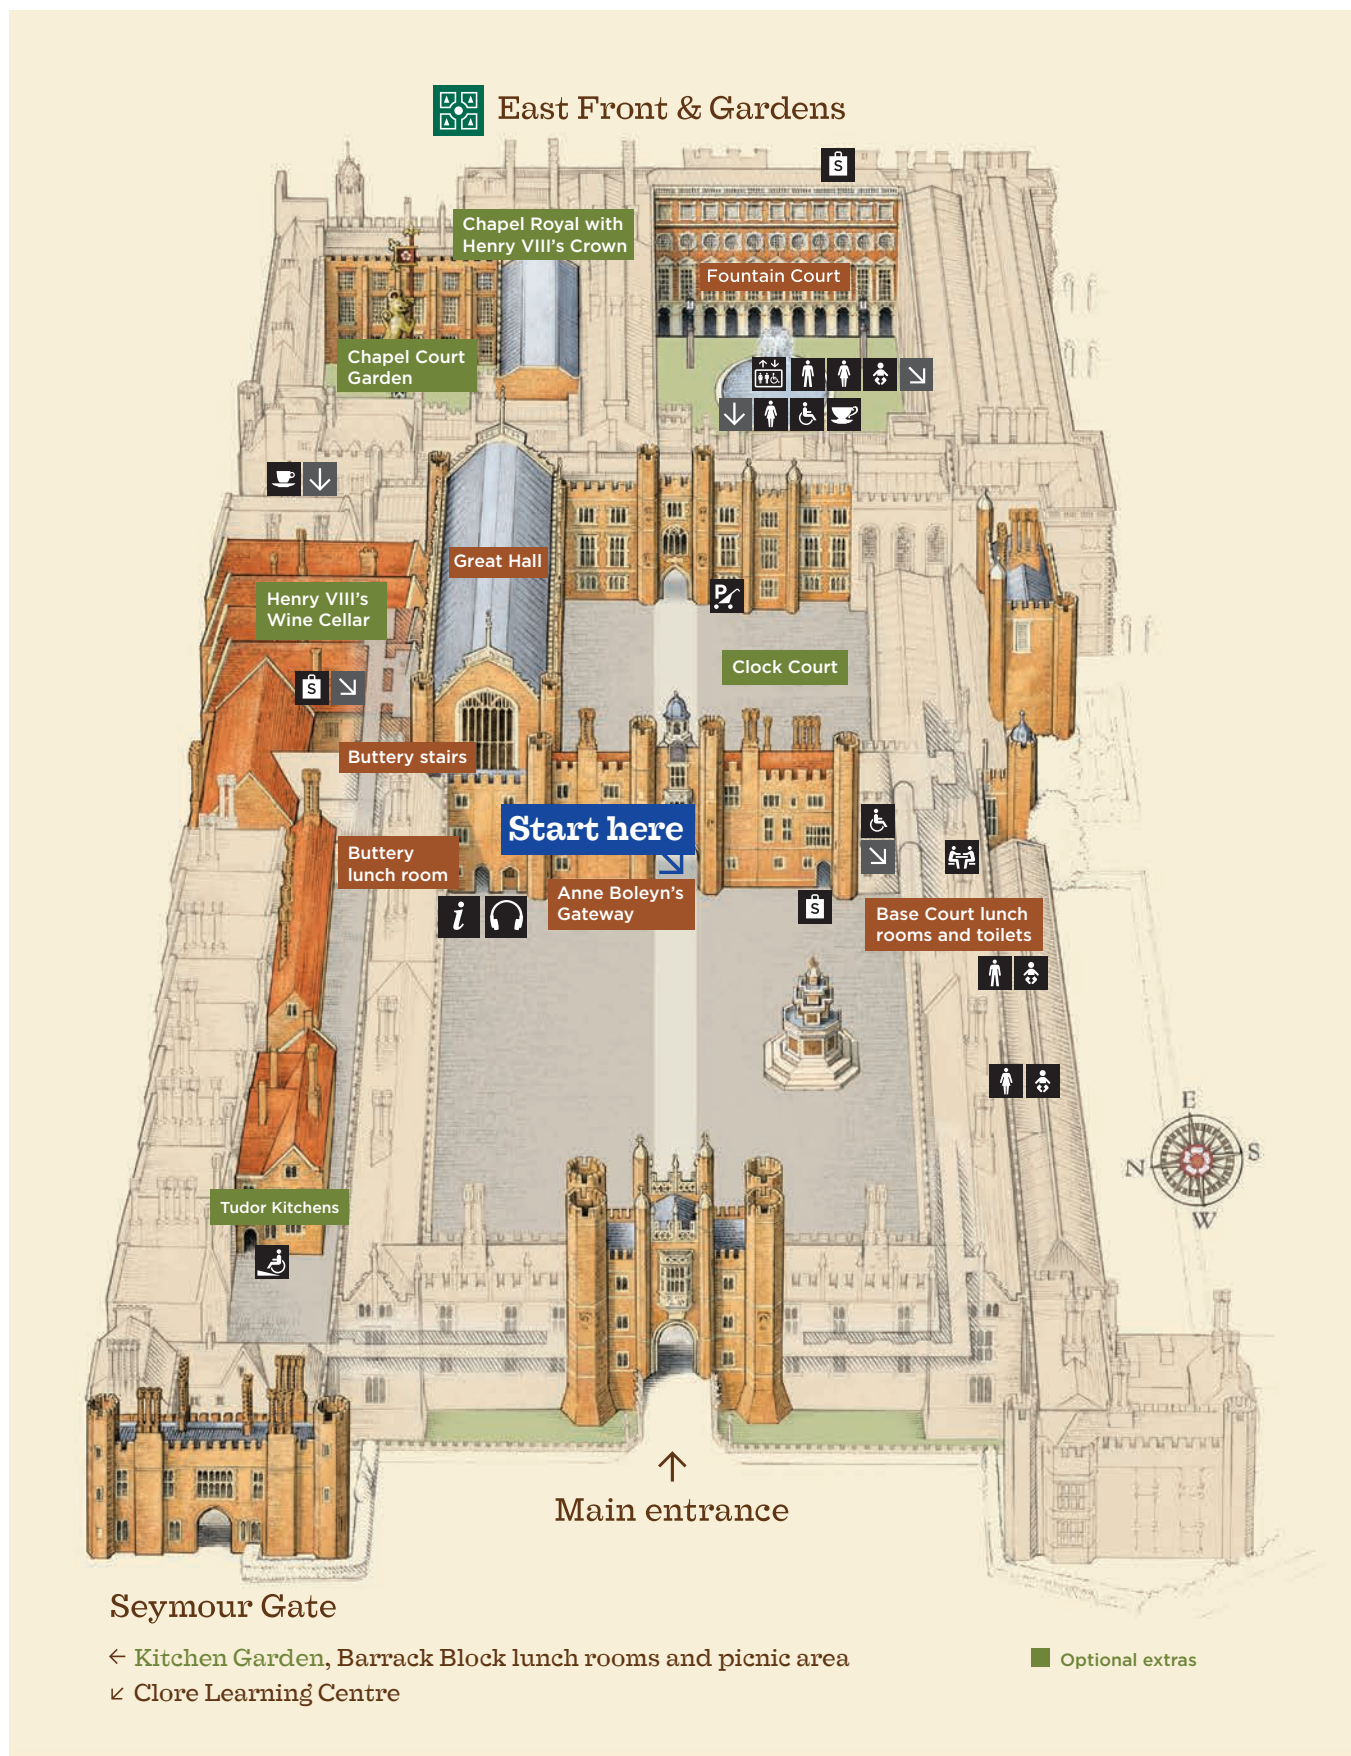 East Front & Gardens
S
Chapel Royal with
Henry VIII's Crown
Fountain Court
Chapel Court
Garden
Great Hall
Henry VIII's
Wine Cellar
P
Clock Court
S
Buttery stairs
Start here
Buttery
lunch room
Anne Boleyn's
Gateway
i
S
Base Court lunch
rooms and toilets
E
N
S
W
Tudor Kitchens
Main entrance
Seymour Gate
← Kitchen Garden, Barrack Block lunch rooms and picnic area
↙ Clore Learning Centre
Optional extras